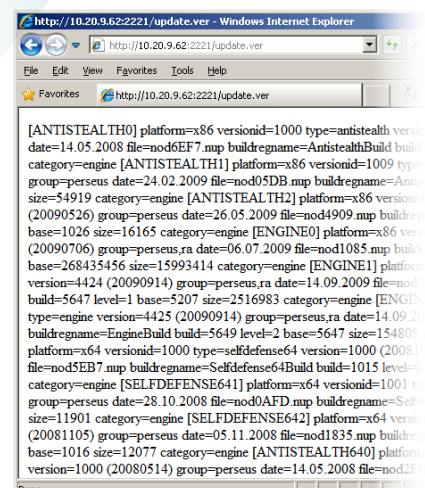 http://10.20.9.62:2221/update.ver - Windows Internet Explorer
http://10.20.9.62:2221/update.ver
File Edit View Favorites Tools Help
Favorites http://10.20.9.62:2221/update.ver
[ANTISTEALTH0] platform=x86 versionid=1000 type=antistealth
date=14.05.2008 file=nod6EF7.nup buildregname=AntistealthBuild
category=engine [ANTISTEALTH1] platform=x86 versionid=1009
group=perseus date=24.02.2009 file=nod05DB.nup
size=54919 category=engine [ANTISTEALTH2] platform=x86
(20090526) group=perseus date=26.05.2009 file=nod4909.nup
base=1026 size=16165 category=engine [ENGINE0] platform=x86
(20090706) group=perseus,ra date=06.07.2009 file=nod1085.nup
base=268435456 size=15993414 category=engine [ENGINE1]
version=4424 (20090914) group=perseus,ra date=14.09.2009
build=5647 level=1 base=5207 size=2516983 category=engine
type=engine version=4425 (20090914) group=perseus,ra
buildregname=EngineBuild build=5649 level=2 base=5647 size=154808
platform=x64 versionid=1000 type=selfdefense64 version=1000
file=nod5EB7.nup buildregname=Selfdefense64Build build=1015
category=engine [SELFDEFENSE641] platform=x64 versionid=1001
group=perseus date=28.10.2008 file=nod0AFD.nup
size=11901 category=engine [SELFDEFENSE642] platform=x64
(20081105) group=perseus date=05.11.2008 file=nod1835.nup
base=1016 size=12077 category=engine [ANTISTEALTH640]
version=1000 (20080514) group=perseus date=14.05.2008